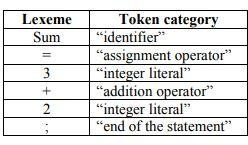 Lexeme Token category
Sum "identifier"
= "assignment operator"
3 "integer literal"
+ "addition operator"
2 "integer literal"
; "end of the statement"